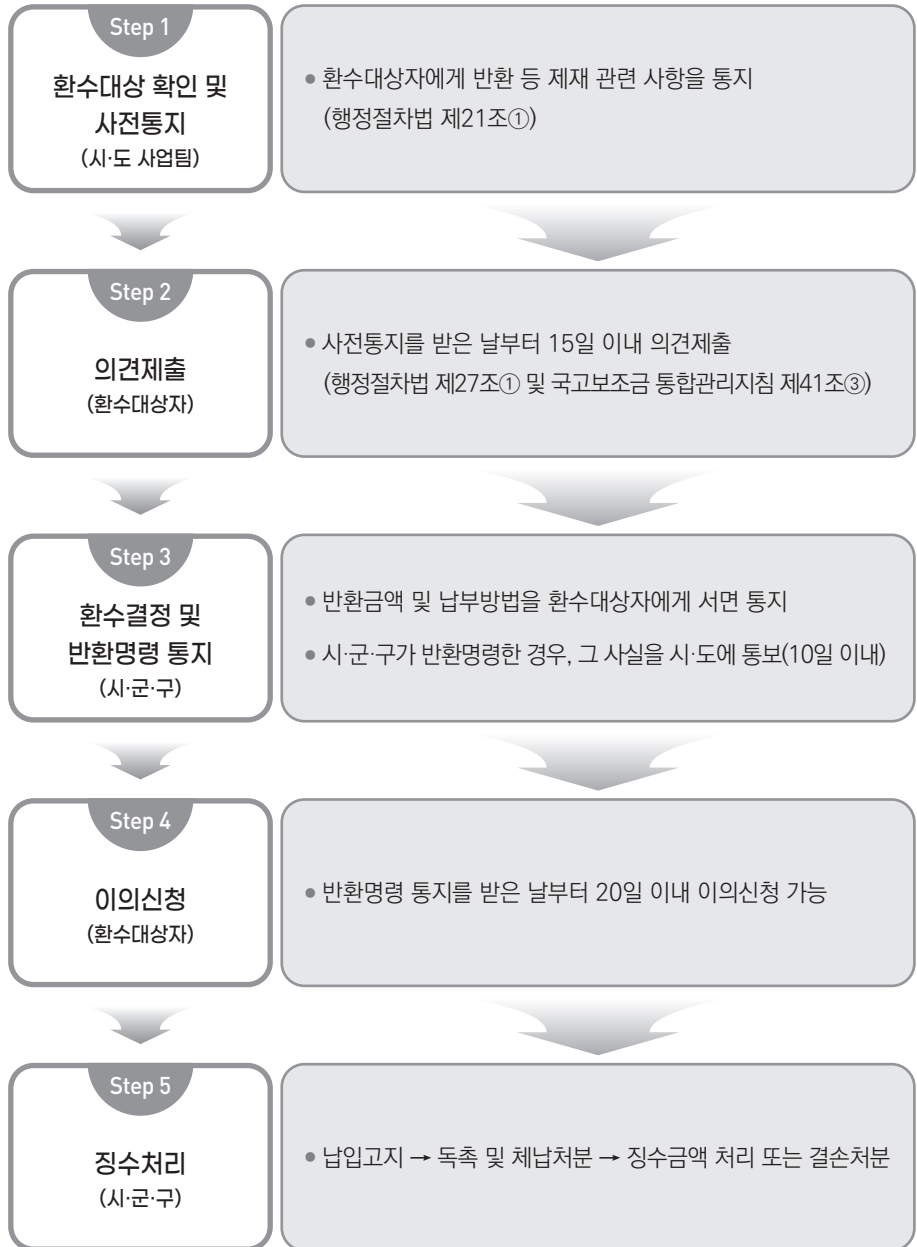 Step 1
환수대상 확인 및
사전통지
(시·도 사업팀)
● 환수대상자에게 반환 등 제재 관련 사항을 통지
(행정절차법 제21조①)
Step 2
의견제출
(환수대상자)
● 사전통지를 받은 날부터 15일 이내 의견제출
(행정절차법 제27조① 및 국고보조금 통합관리지침 제41조③)
Step 3
환수결정 및
반환명령 통지
(시·군·구)
● 반환금액 및 납부방법을 환수대상자에게 서면 통지
● 시·군·구가 반환명령한 경우, 그 사실을 시·도에 통보(10일 이내)
Step 4
이의신청
(환수대상자)
● 반환명령 통지를 받은 날부터 20일 이내 이의신청 가능
Step 5
징수처리
(시·군·구)
● 납입고지 → 독촉 및 체납처분 → 징수금액 처리 또는 결손처분